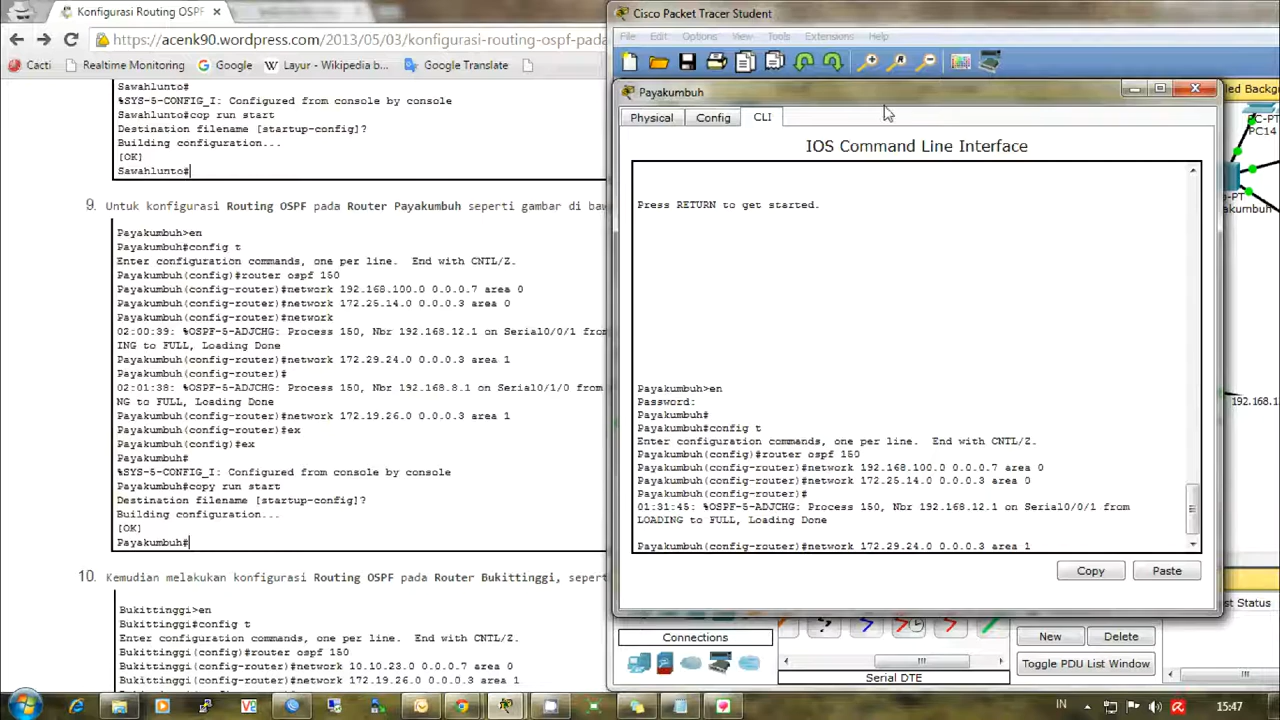 Konfigurasi Routing OSPF
https://acenk90.wordpress.com/2013/05/03/konfigurasi-routing-ospf-pada
Cacti
Realtime Monitoring
Google
Layur - Wikipedia b...
Google Translate
Sawahlunto#
%SYS-5-CONFIG_I: Configured from console by console
Sawahlunto#cop run start
Destination filename [startup-config]?
Building configuration...
[OK]
Sawahlunto#
9. Untuk konfigurasi Routing OSPF pada Router Payakumbuh seperti gambar di baw
Payakumbuh>en
Payakumbuh#config t
Enter configuration commands, one per line.  End with CNTL/Z.
Payakumbuh(config)#router ospf 150
Payakumbuh(config-router)#network 192.168.100.0 0.0.0.7 area 0
Payakumbuh(config-router)#network 172.25.14.0 0.0.0.3 area 0
Payakumbuh(config-router)#network
02:00:39: %OSPF-5-ADJCHG: Process 150, Nbr 192.168.12.1 on Serial0/0/1 from
ING to FULL, Loading Done
Payakumbuh(config-router)#network 172.29.24.0 0.0.0.3 area 1
Payakumbuh(config-router)#
02:01:38: %OSPF-5-ADJCHG: Process 150, Nbr 192.168.8.1 on Serial0/1/0 from
NG to FULL, Loading Done
Payakumbuh(config-router)#network 172.19.26.0 0.0.0.3 area 1
Payakumbuh(config-router)#ex
Payakumbuh(config)#ex
Payakumbuh#
%SYS-5-CONFIG_I: Configured from console by console
Payakumbuh#copy run start
Destination filename [startup-config]?
Building configuration...
[OK]
Payakumbuh#
10. Kemudian melakukan konfigurasi Routing OSPF pada Router Bukittinggi, sepert
Bukittinggi>en
Bukittinggi#config t
Enter configuration commands, one per line.  End with CNTL/Z.
Bukittinggi(config)#router ospf 150
Bukittinggi(config-router)#network 10.10.23.0 0.0.0.7 area 0
Bukittinggi(config-router)#network 172.19.26.0 0.0.0.3 area 1
Cisco Packet Tracer Student
File Edit Options View Tools Extensions Help
Payakumbuh
Physical Config CLI
IOS Command Line Interface
Press RETURN to get started.
Payakumbuh>en
Password:
Payakumbuh#
Payakumbuh#config t
Enter configuration commands, one per line.  End with CNTL/Z.
Payakumbuh(config)#router ospf 150
Payakumbuh(config-router)#network 192.168.100.0 0.0.0.7 area 0
Payakumbuh(config-router)#network 172.25.14.0 0.0.0.3 area 0
Payakumbuh(config-router)#
01:31:45: %OSPF-5-ADJCHG: Process 150, Nbr 192.168.12.1 on Serial0/0/1 from
LOADING to FULL, Loading Done
Payakumbuh(config-router)#network 172.29.24.0 0.0.0.3 area 1
Copy Paste
led Backg
C-PT
PC14
-PT
yakumbuh
192.168.1
Connections
Serial DTE
New Delete
Toggle PDU List Window
st Status
IN
15:47